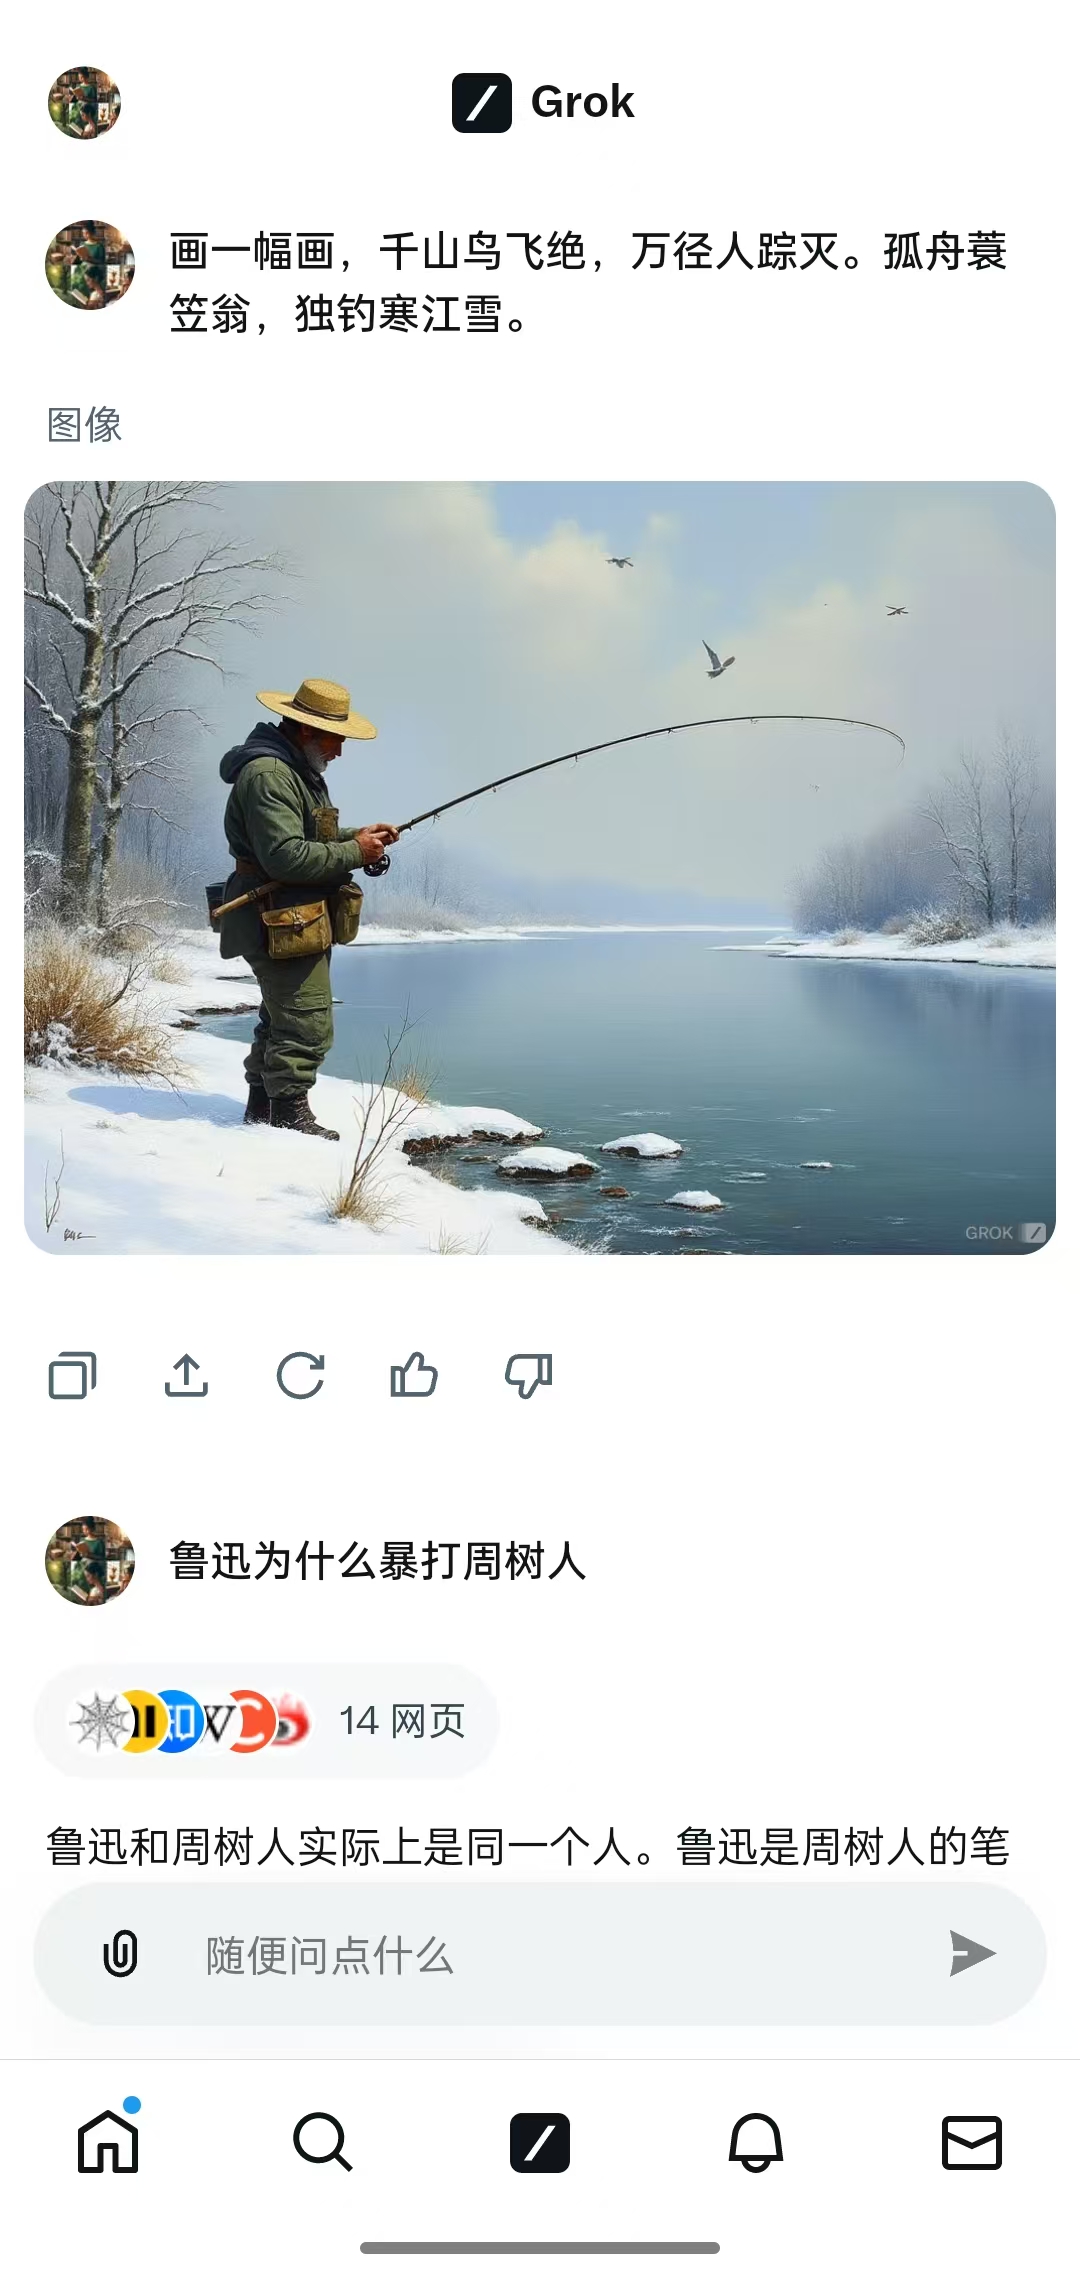 Grok
画一幅画，千山鸟飞绝，万径人踪灭。孤舟蓑
笠翁，独钓寒江雪。
图像
GROK
鲁迅为什么暴打周树人
14 网页
鲁迅和周树人实际上是同一个人。鲁迅是周树人的笔
随便问点什么